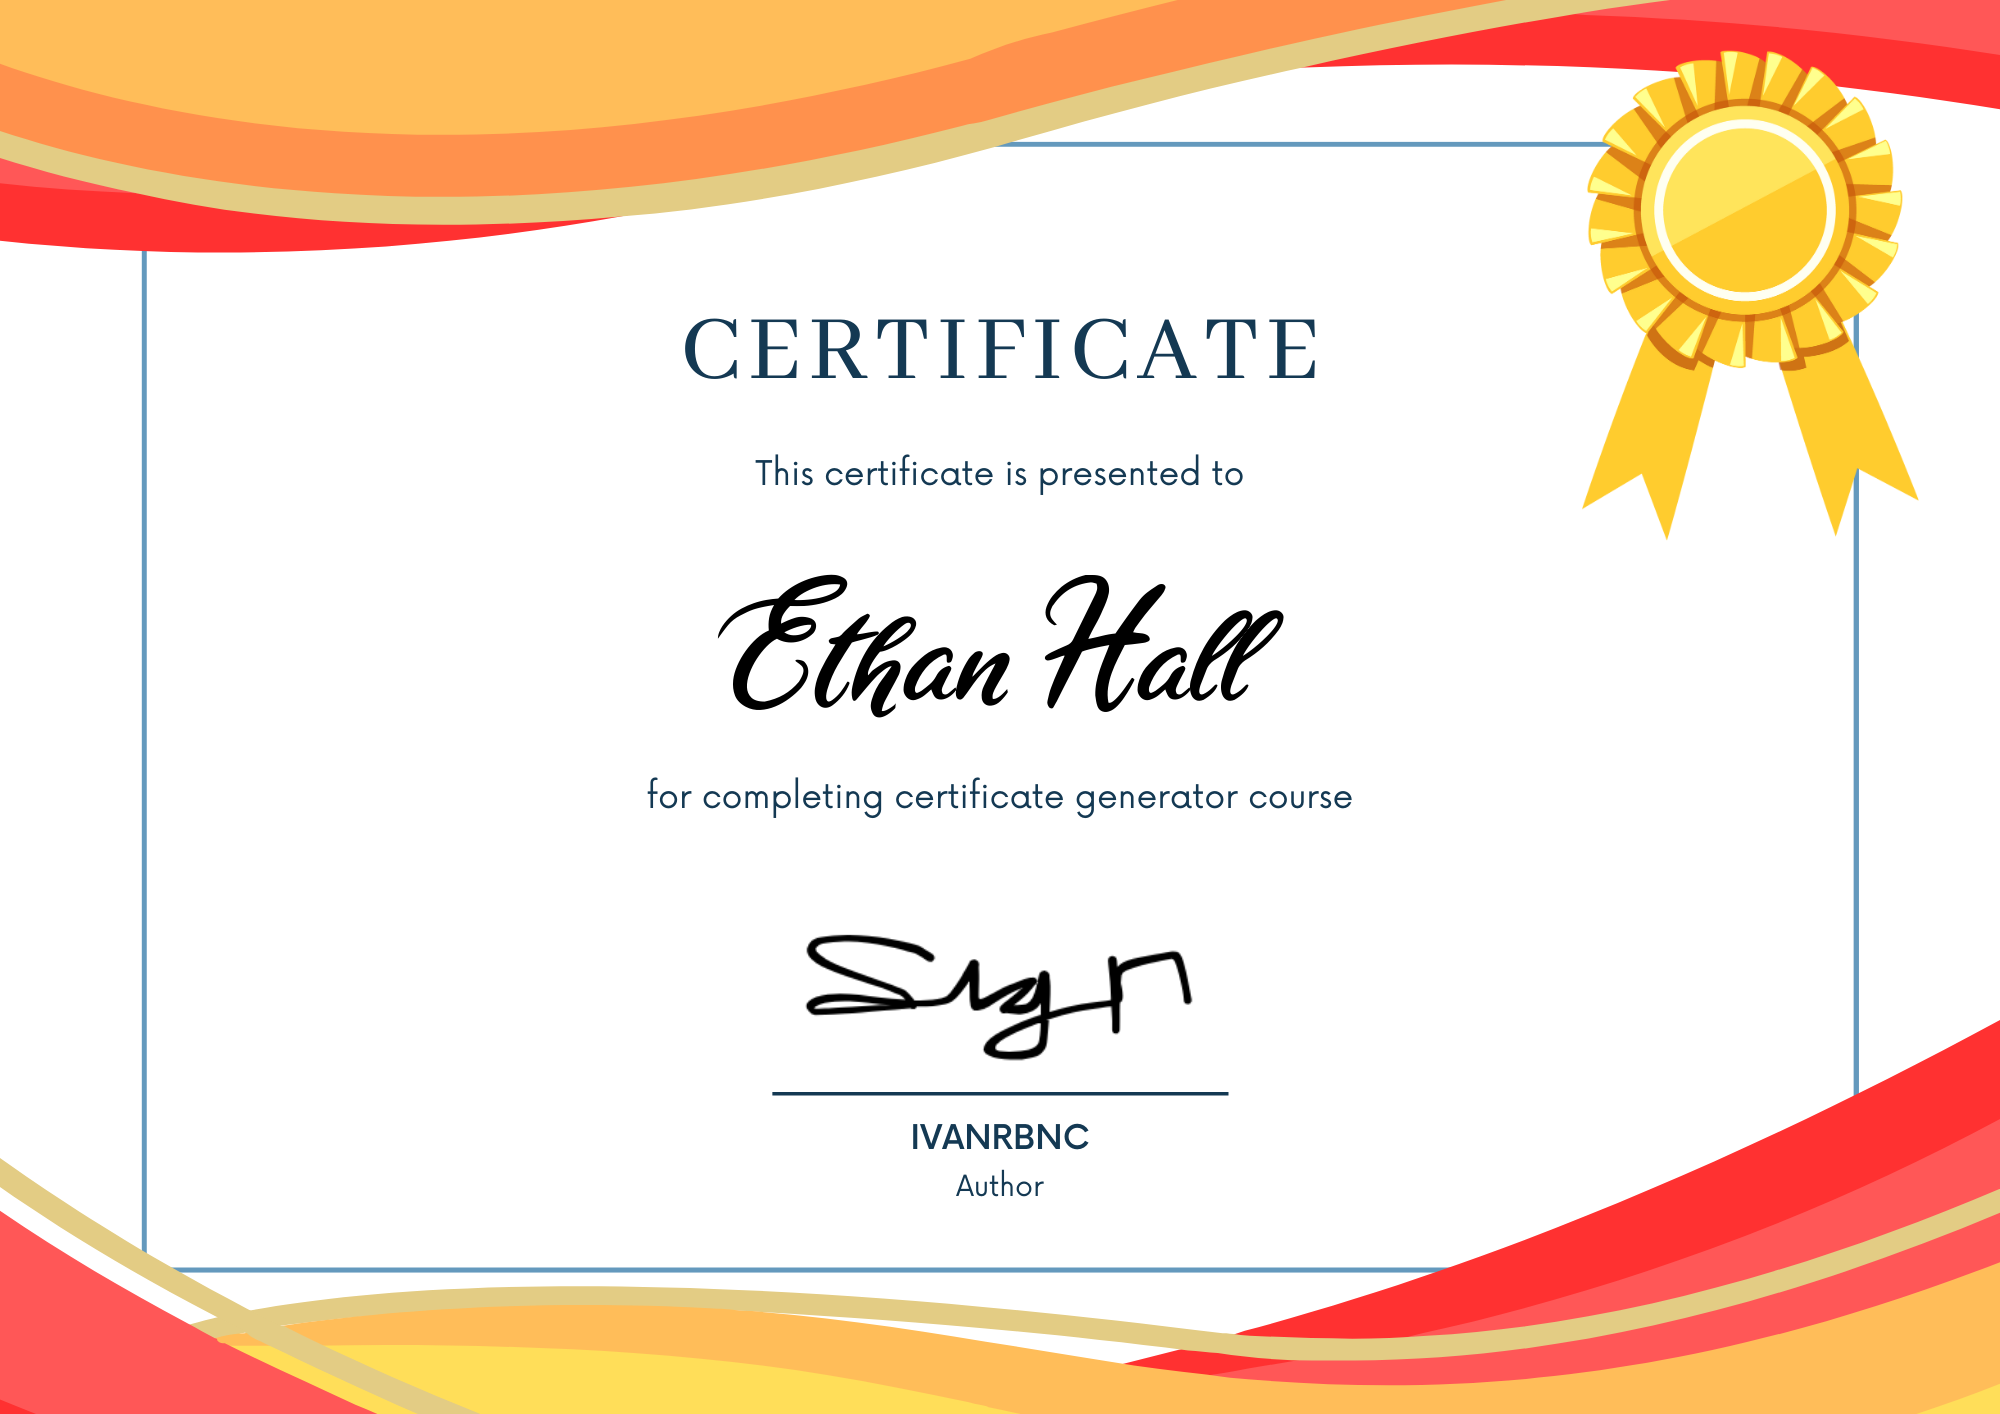 CERTIFICATE
This certificate is presented to
Ethan Hall
for completing certificate generator course
Sign
IVANRBNC
Author